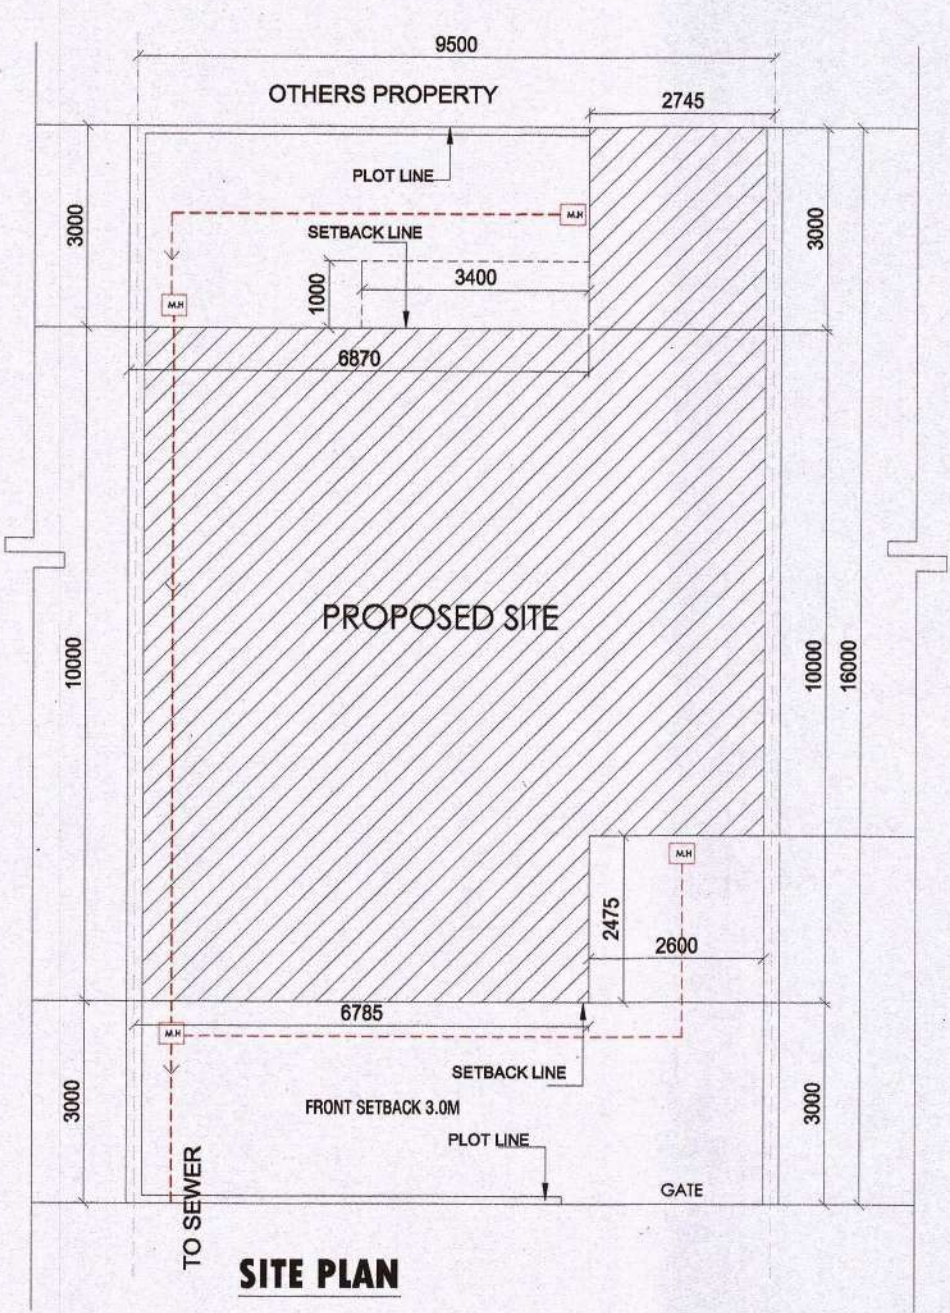 9500
OTHERS PROPERTY
2745
PLOT LINE
3000
M.H
3000
SETBACK LINE
1000
3400
M.H
6870
PROPOSED SITE
10000
10000
16000
M.H
2475
2600
6785
M.H
SETBACK LINE
3000
FRONT SETBACK 3.0M
3000
PLOT LINE
GATE
TO SEWER
SITE PLAN